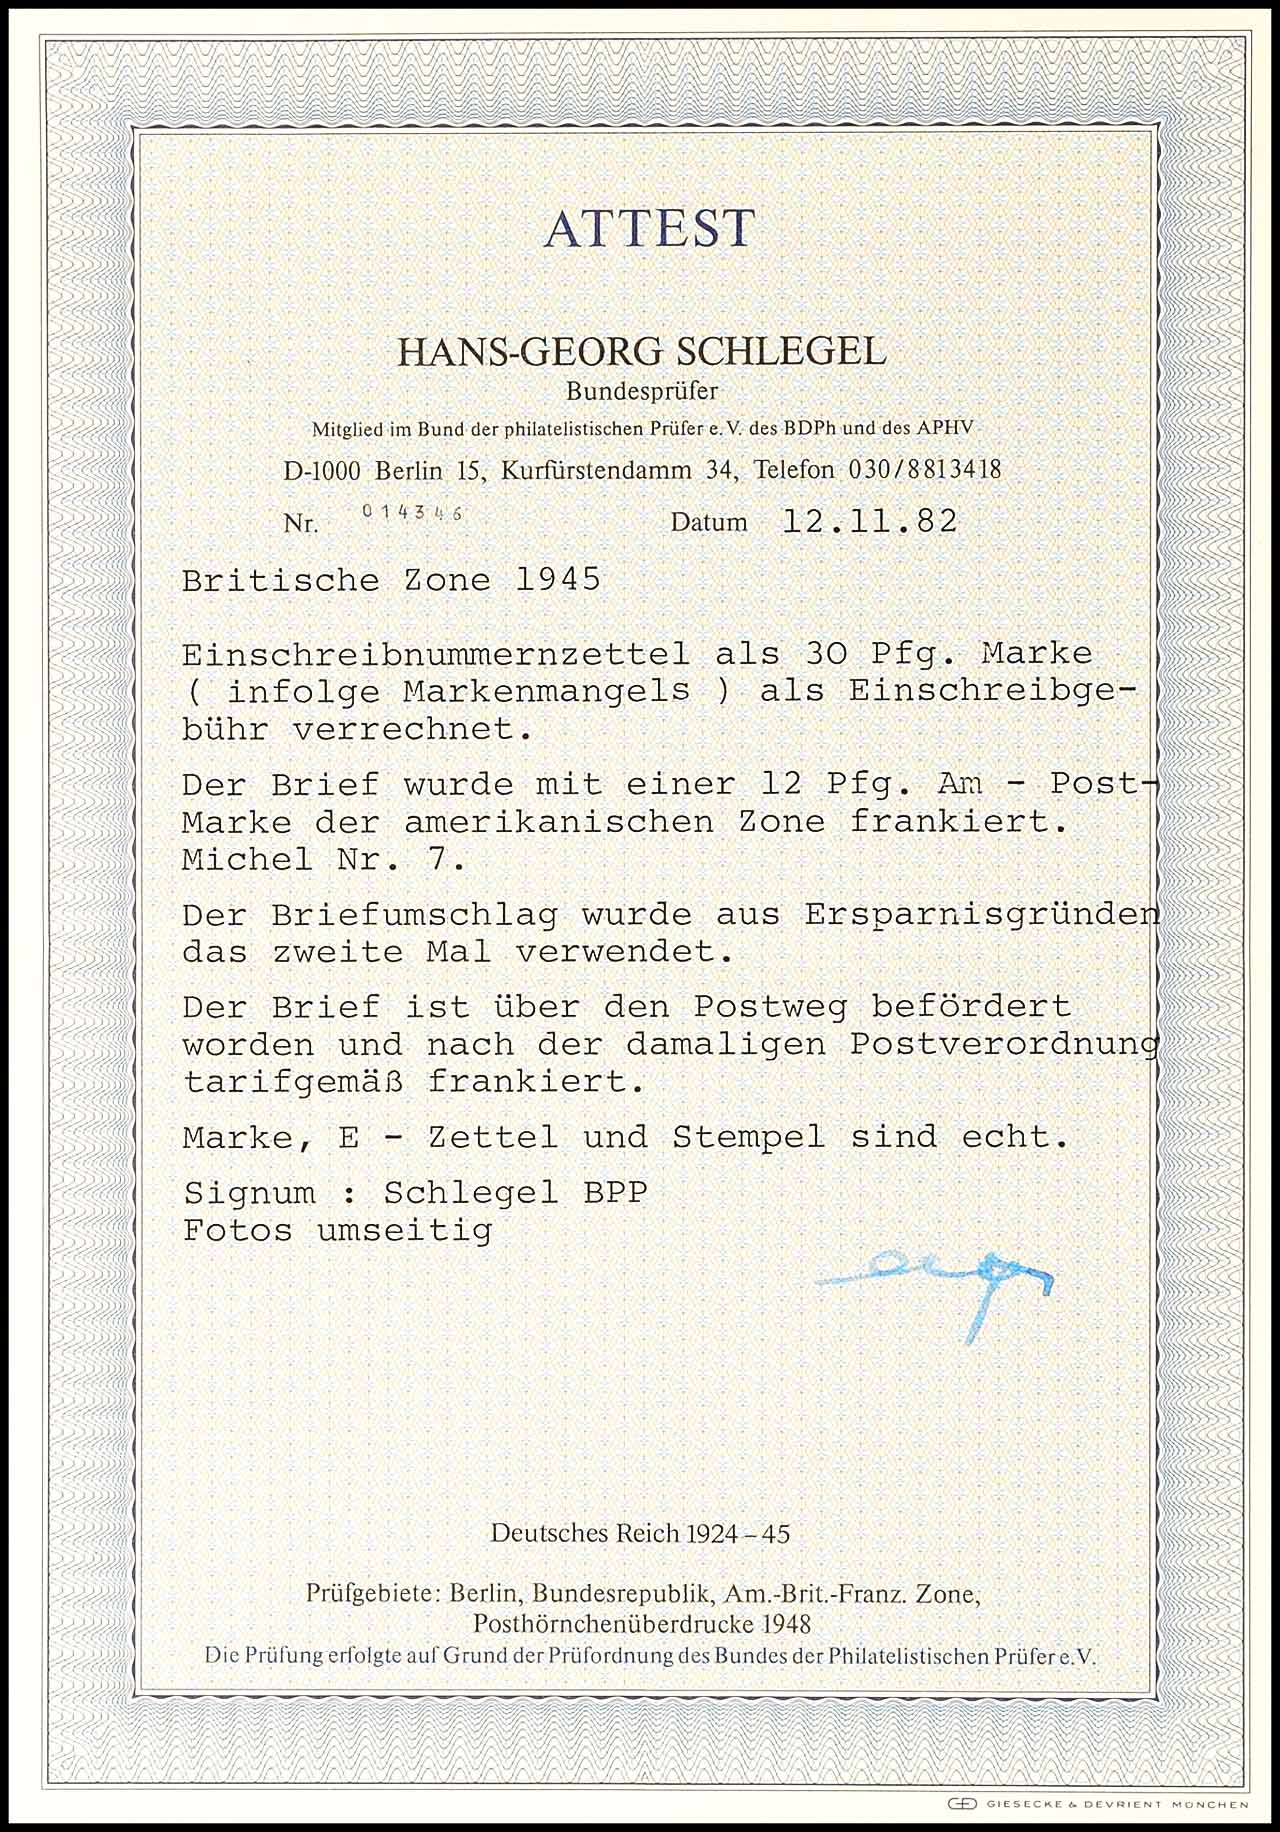 ATTEST
HANS-GEORG SCHLEGEL
Bundesprüfer
Mitglied im Bund der philatelistischen Prüfer e.V. des BDPh und des APHV
D-1000 Berlin 15, Kurfürstendamm 34, Telefon 030/8813418
Nr. 014346 Datum 12.11.82
Britische Zone 1945
Einschreibnummernzettel als 30 Pfg. Marke
( infolge Markenmangels ) als Einschreibge-
bühr verrechnet.
Der Brief wurde mit einer 12 Pfg. Am - Post-
Marke der amerikanischen Zone frankiert.
Michel Nr. 7.
Der Briefumschlag wurde aus Ersparnisgründen
das zweite Mal verwendet.
Der Brief ist über den Postweg befördert
worden und nach der damaligen Postverordnung
tarifgemäß frankiert.
Marke, E - Zettel und Stempel sind echt.
Signum : Schlegel BPP
Fotos umseitig
Deutsches Reich 1924–45
Prüfgebiete: Berlin, Bundesrepublik, Am.-Brit.-Franz. Zone,
Posthörnchenüberdrucke 1948
Die Prüfung erfolgte auf Grund der Prüfordnung des Bundes der Philatelistischen Prüfer e.V.
GIESECKE & DEVRIENT MÜNCHEN